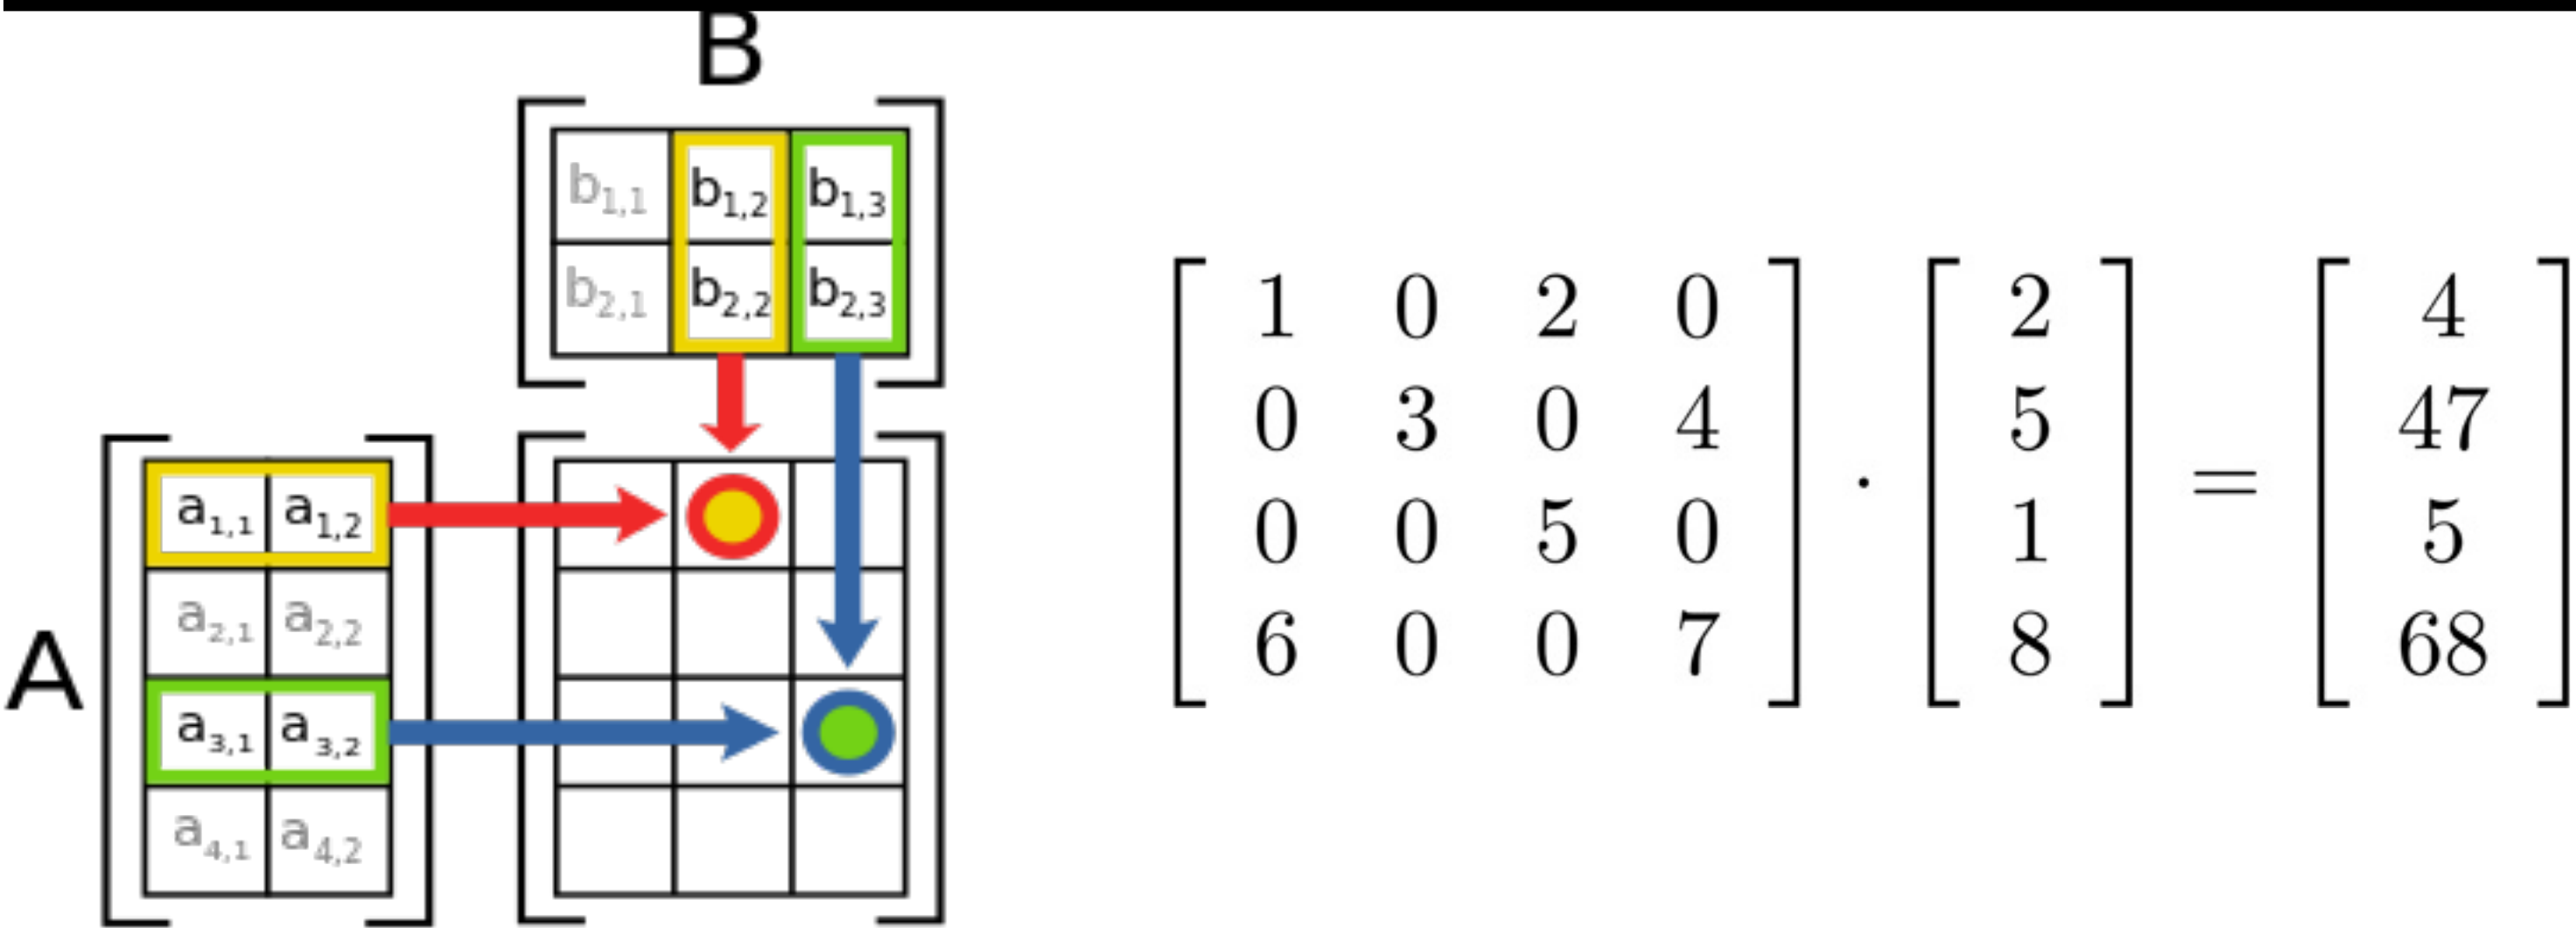 B
b1,1 b1,2 b1,3
b2,1 b2,2 b2,3
A
a1,1 a1,2
a2,1 a2,2
a3,1 a3,2
a4,1 a4,2
1 0 2 0
0 3 0 4
0 0 5 0
6 0 0 7
·
2
5
1
8
=
4
47
5
68